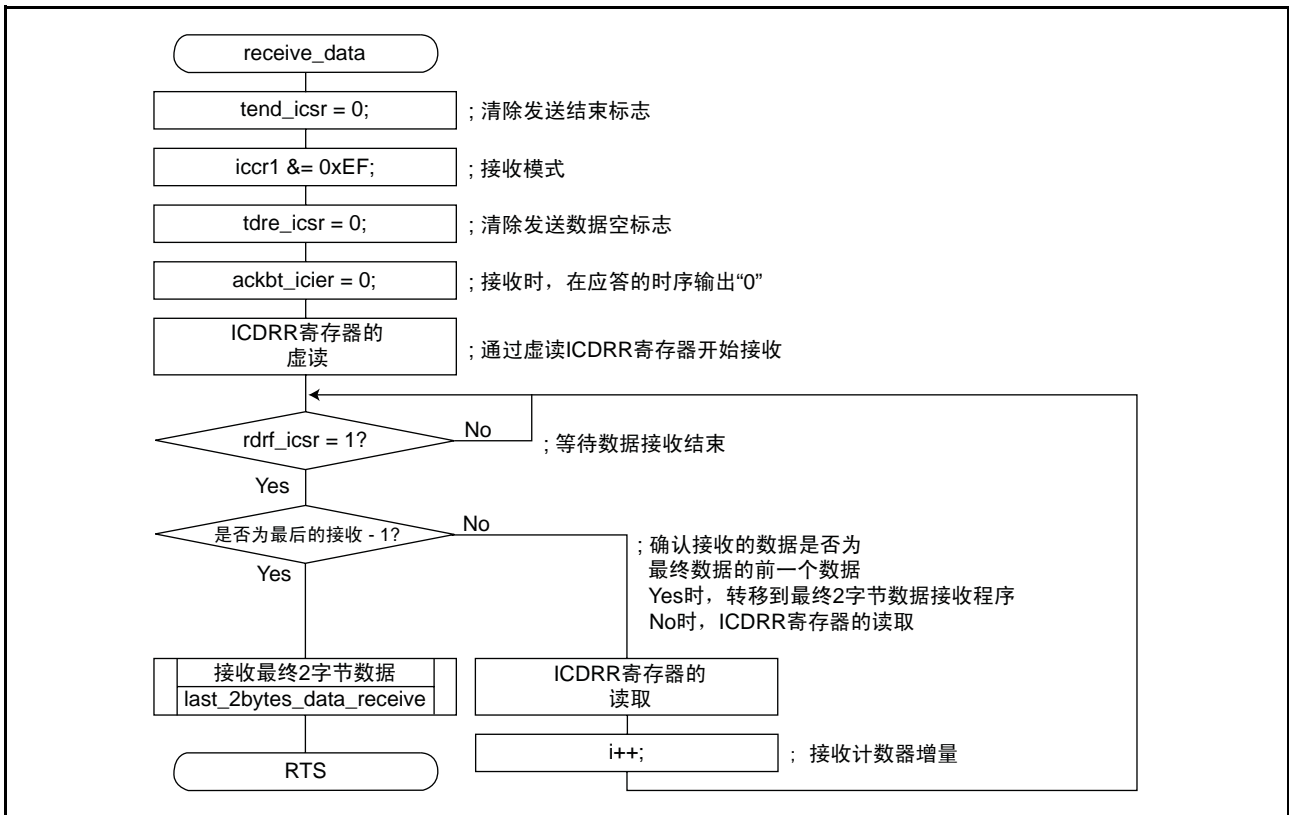 receive_data
tend_icsr = 0;
; 清除发送结束标志
iccr1 &= 0xEF;
; 接收模式
tdre_icsr = 0;
; 清除发送数据空标志
ackbt_icier = 0;
; 接收时，在应答的时序输出“0”
ICDRR寄存器的
虚读
; 通过虚读ICDRR寄存器开始接收
rdrf_icsr = 1?
No
; 等待数据接收结束
Yes
是否为最后的接收 - 1?
No
; 确认接收的数据是否为
最终数据的前一个数据
Yes时，转移到最终2字节数据接收程序
No时，ICDRR寄存器的读取
Yes
接收最终2字节数据
last_2bytes_data_receive
ICDRR寄存器的
读取
i++;
; 接收计数器增量
RTS